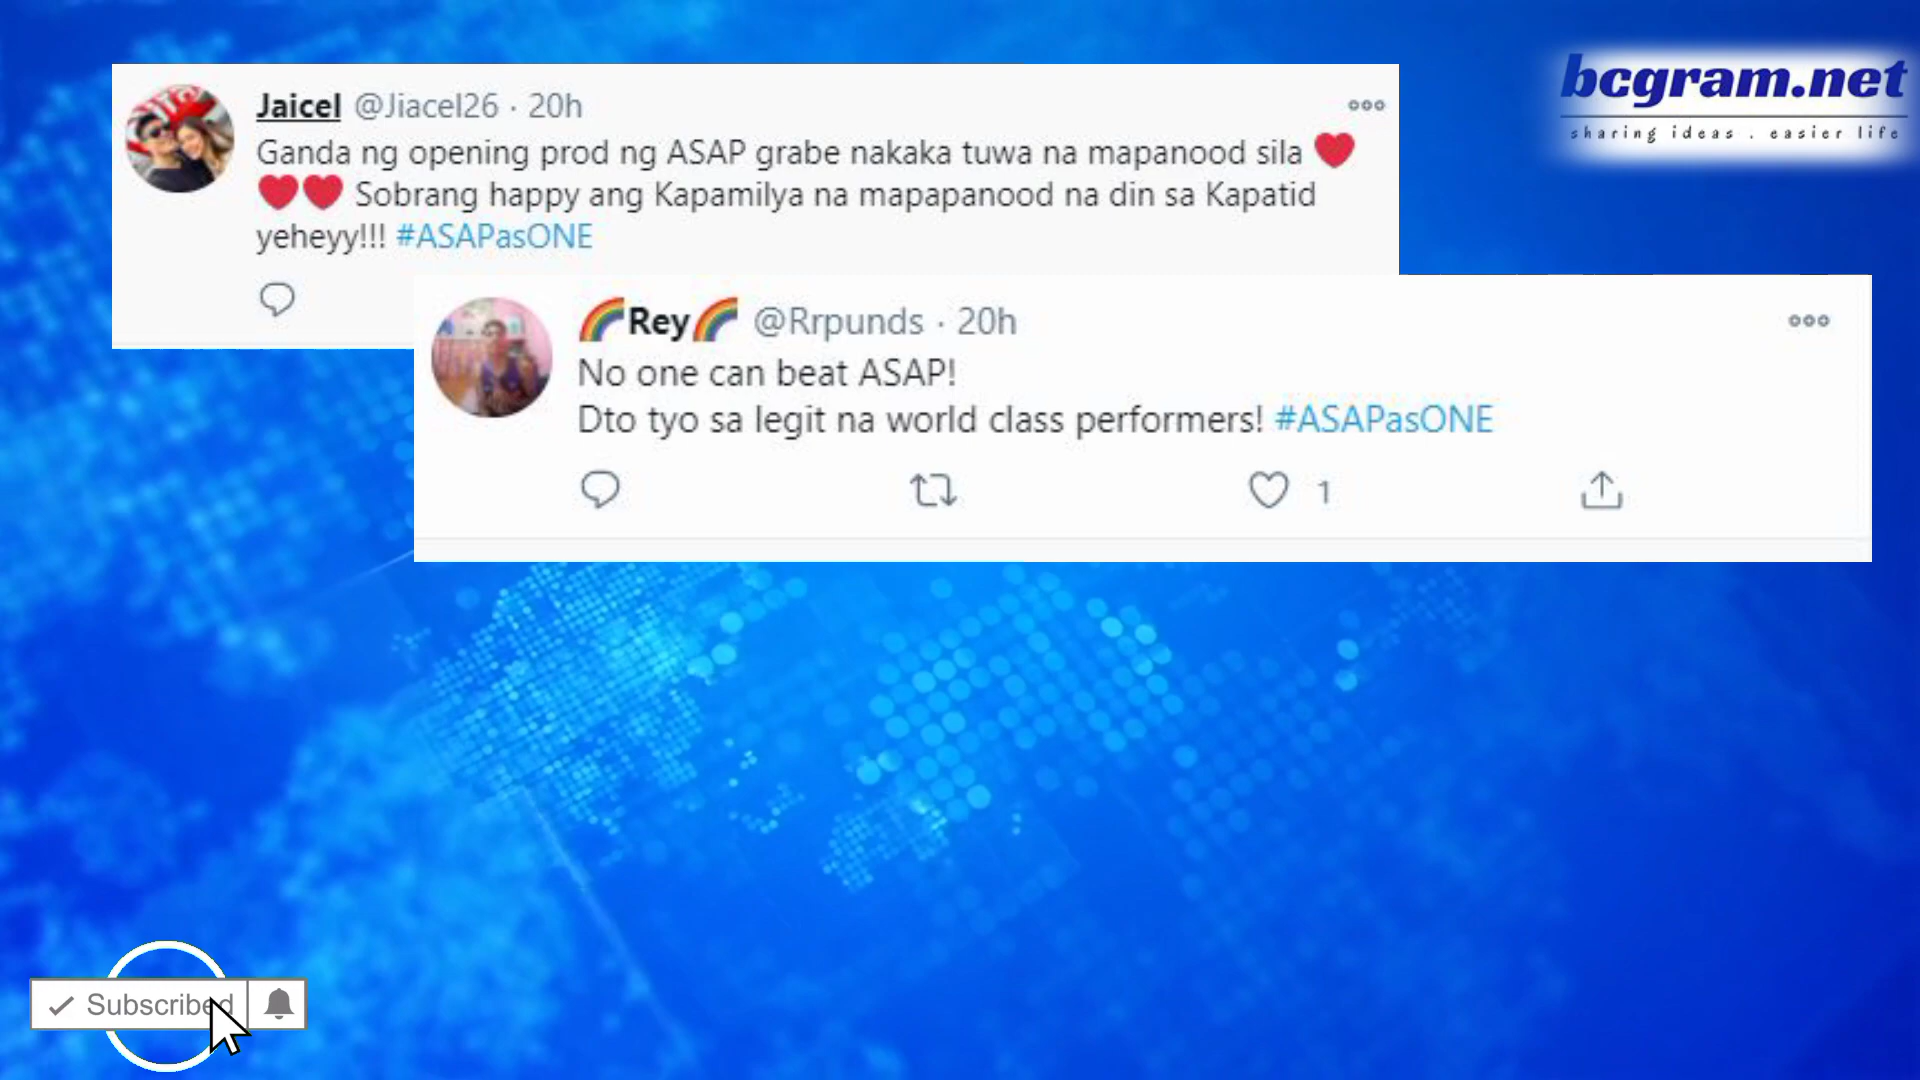 bcgram.net
sharing ideas . easier life
Jaicel @Jiacel26 · 20h
Ganda ng opening prod ng ASAP grabe nakaka tuwa na mapanood sila ❤️
❤️❤️ Sobrang happy ang Kapamilya na mapapanood na din sa Kapatid
yeheyy!!! #ASAPasONE
🌈Rey🌈 @Rrpunds · 20h
No one can beat ASAP!
Dto tyo sa legit na world class performers! #ASAPasONE
1
Subscribed